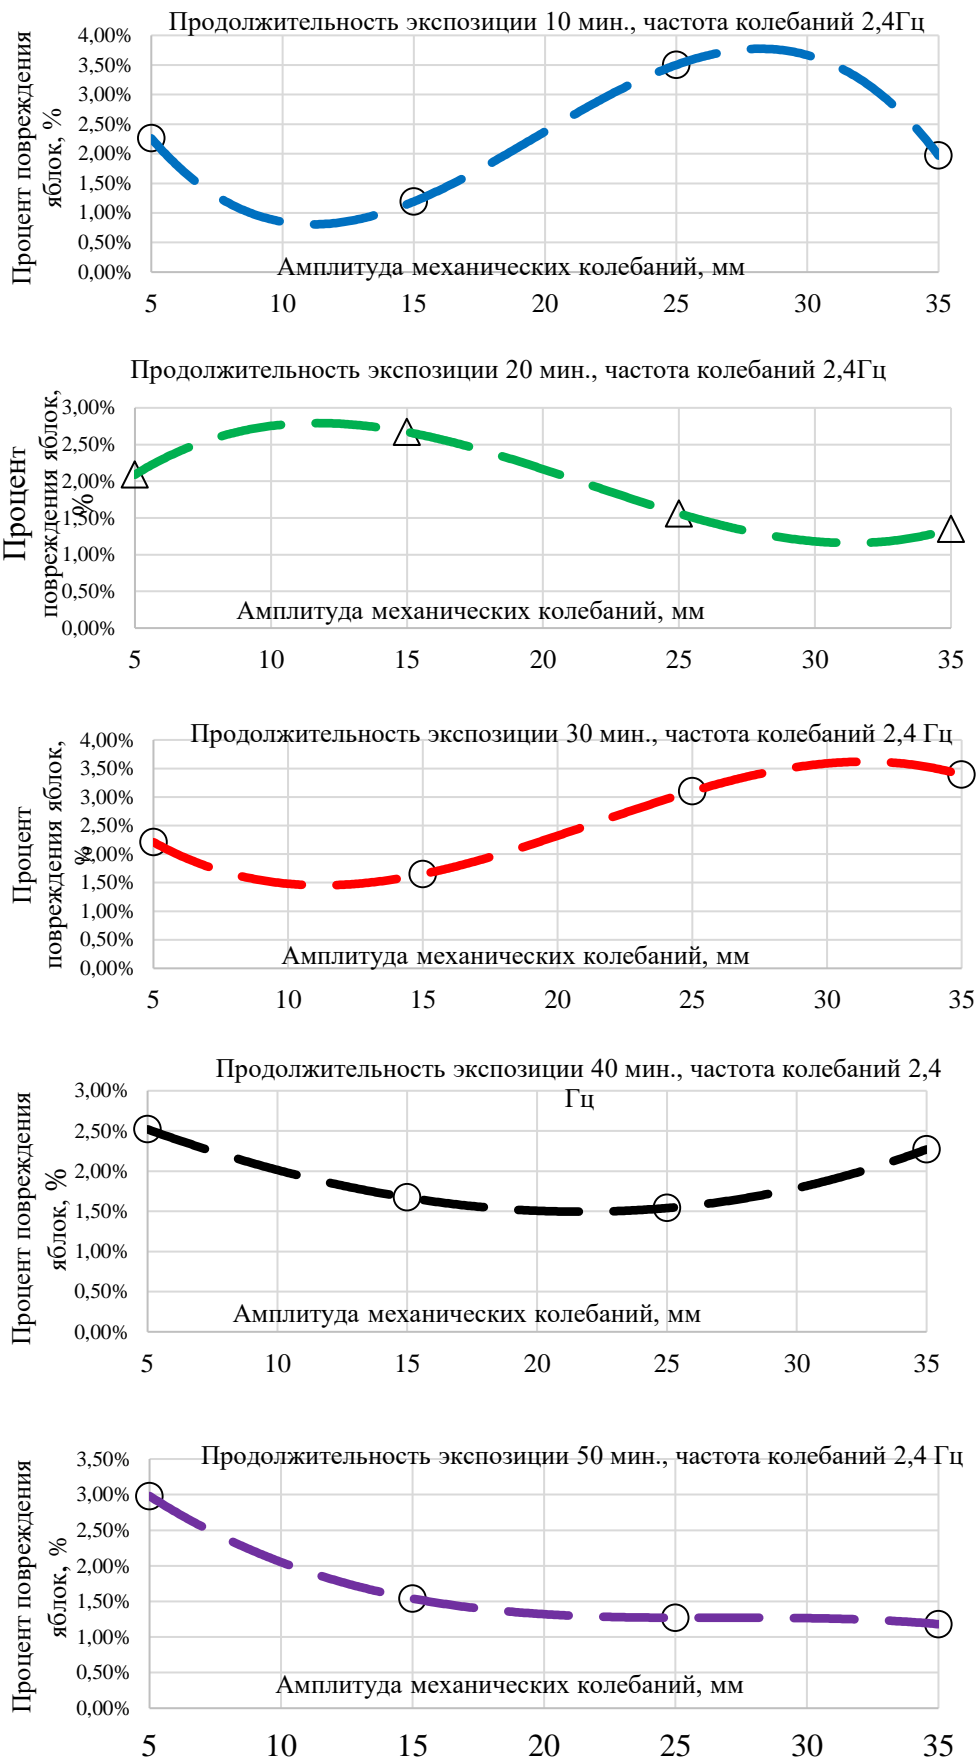 Продолжительность экспозиции 10 мин., частота колебаний 2,4Гц
Процент повреждения
яблок, %
4,00%
3,50%
3,00%
2,50%
2,00%
1,50%
1,00%
0,50%
0,00%
Амплитуда механических колебаний, мм
5 10 15 20 25 30 35
Продолжительность экспозиции 20 мин., частота колебаний 2,4Гц
Процент
повреждения яблок,
%
3,00%
2,50%
2,00%
1,50%
1,00%
0,50%
0,00%
Амплитуда механических колебаний, мм
5 10 15 20 25 30 35
Продолжительность экспозиции 30 мин., частота колебаний 2,4 Гц
Процент
повреждения яблок,
%
4,00%
3,50%
3,00%
2,50%
2,00%
1,50%
1,00%
0,50%
0,00%
Амплитуда механических колебаний, мм
5 10 15 20 25 30 35
Продолжительность экспозиции 40 мин., частота колебаний 2,4
Гц
Процент повреждения
яблок, %
3,00%
2,50%
2,00%
1,50%
1,00%
0,50%
0,00%
Амплитуда механических колебаний, мм
5 10 15 20 25 30 35
Продолжительность экспозиции 50 мин., частота колебаний 2,4 Гц
Процент повреждения
яблок, %
3,50%
3,00%
2,50%
2,00%
1,50%
1,00%
0,50%
0,00%
Амплитуда механических колебаний, мм
5 10 15 20 25 30 35